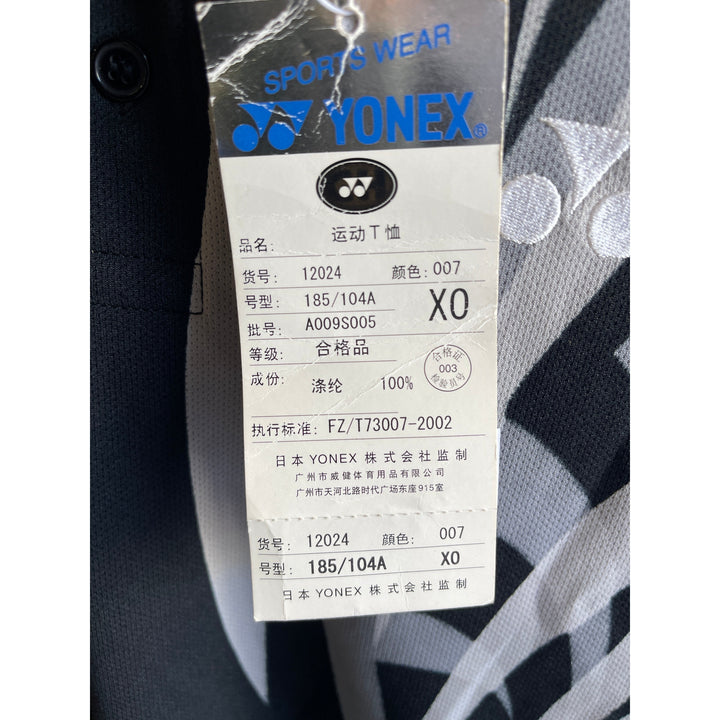 SPORTS WEAR
YONEX®
品名: 运动T恤
货号: 12024 颜色: 007
号型: 185/104A XO
批号: A009S005
等级: 合格品
合格证
003
检验初号
成份: 涤纶 100%
执行标准: FZ/T73007-2002
日本 YONEX 株式会社监制
广州市威健体育用品有限公司
广州市天河北路时代广场东座915室
货号: 12024 顔色: 007
号型: 185/104A XO
日本 YONEX 株式会社监制